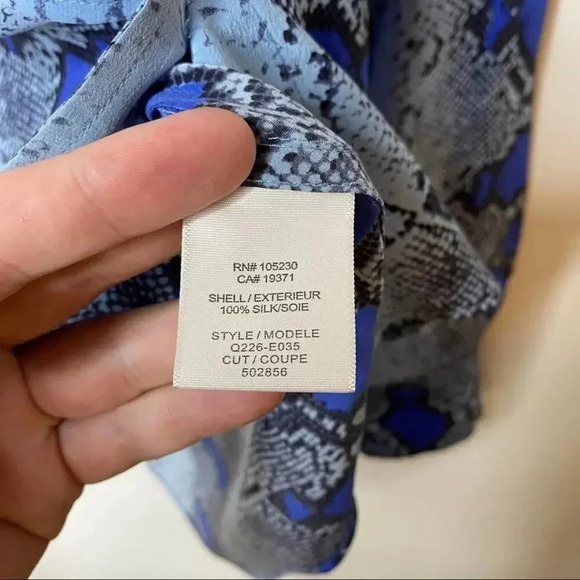 RN# 105230
CA# 19371
SHELL / EXTERIEUR
100% SILK/SOIE
STYLE / MODELE
Q226-E035
CUT / COUPE
502856